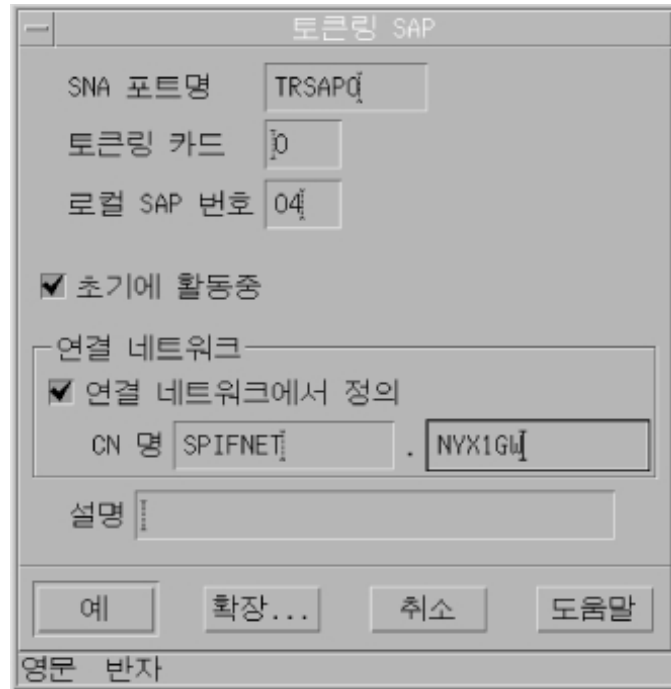 토큰링 SAP
SNA 포트명 TRSAP0
토큰링 카드 0
로컬 SAP 번호 04
초기에 활동중
연결 네트워크
연결 네트워크에서 정의
CN 명 SPIFNET . NYX1GW
설명
예 확장... 취소 도움말
영문 반자